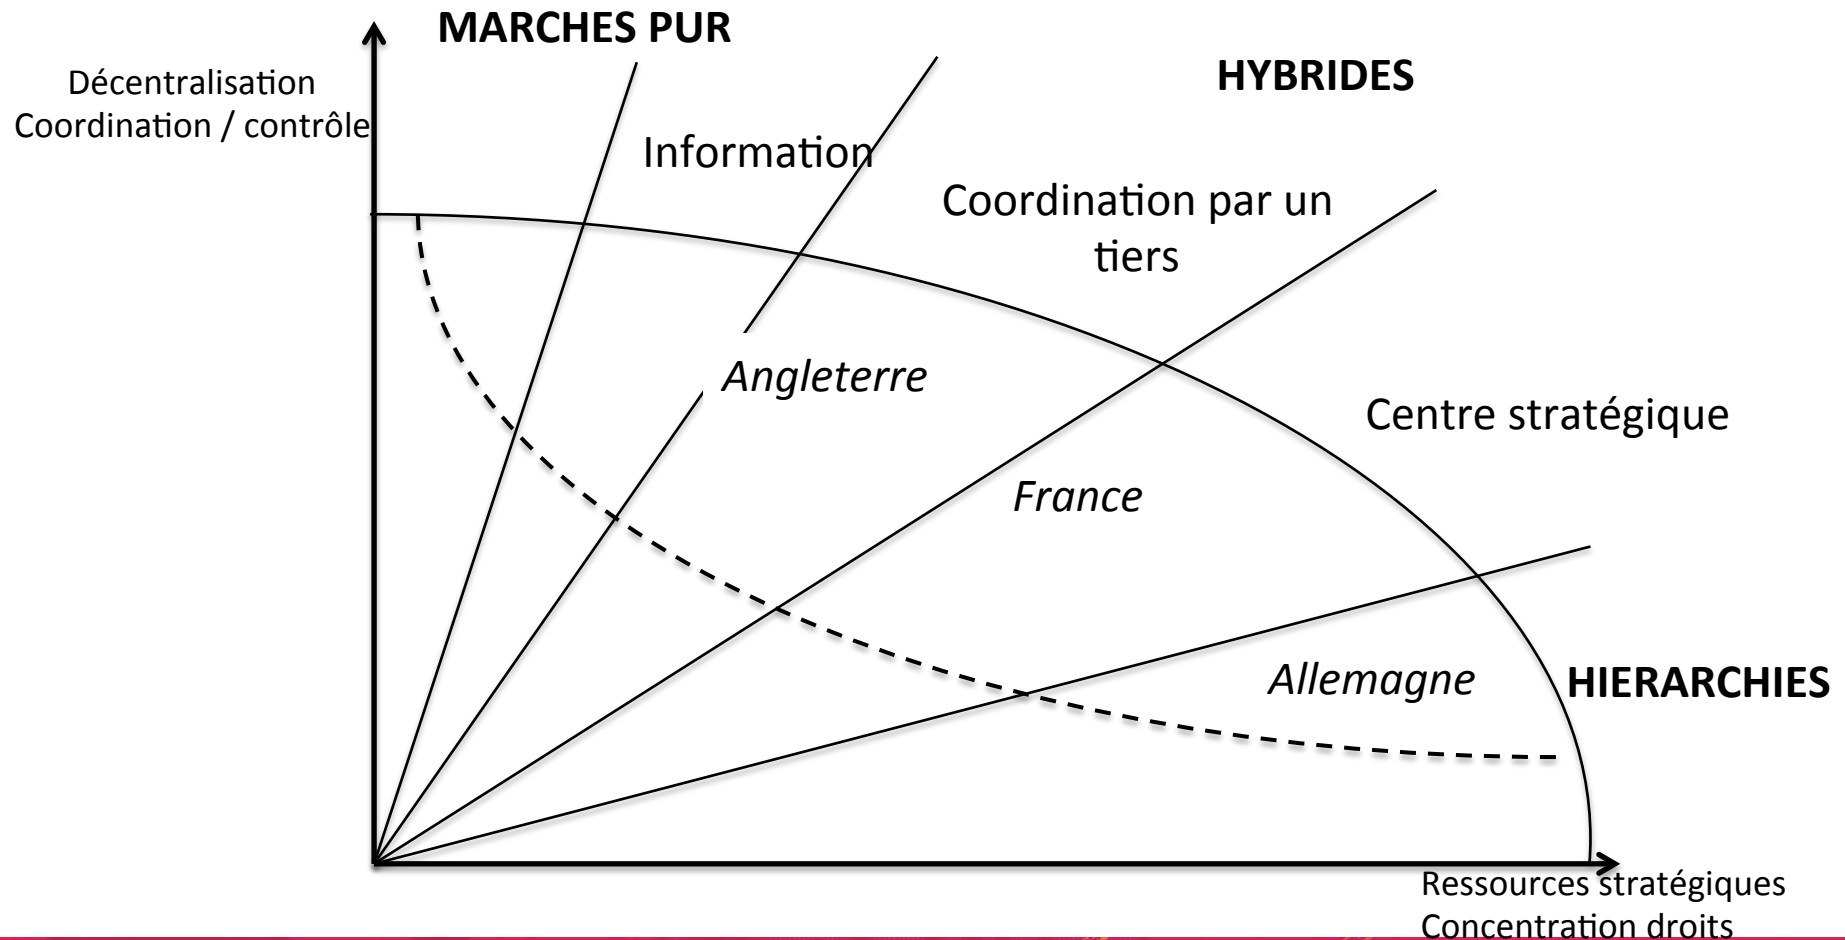 MARCHES PUR
Décentralisation
Coordination / contrôle
HYBRIDES
Information
Coordination par un
tiers
Angleterre
Centre stratégique
France
Allemagne
HIERARCHIES
Ressources stratégiques
Concentration droits